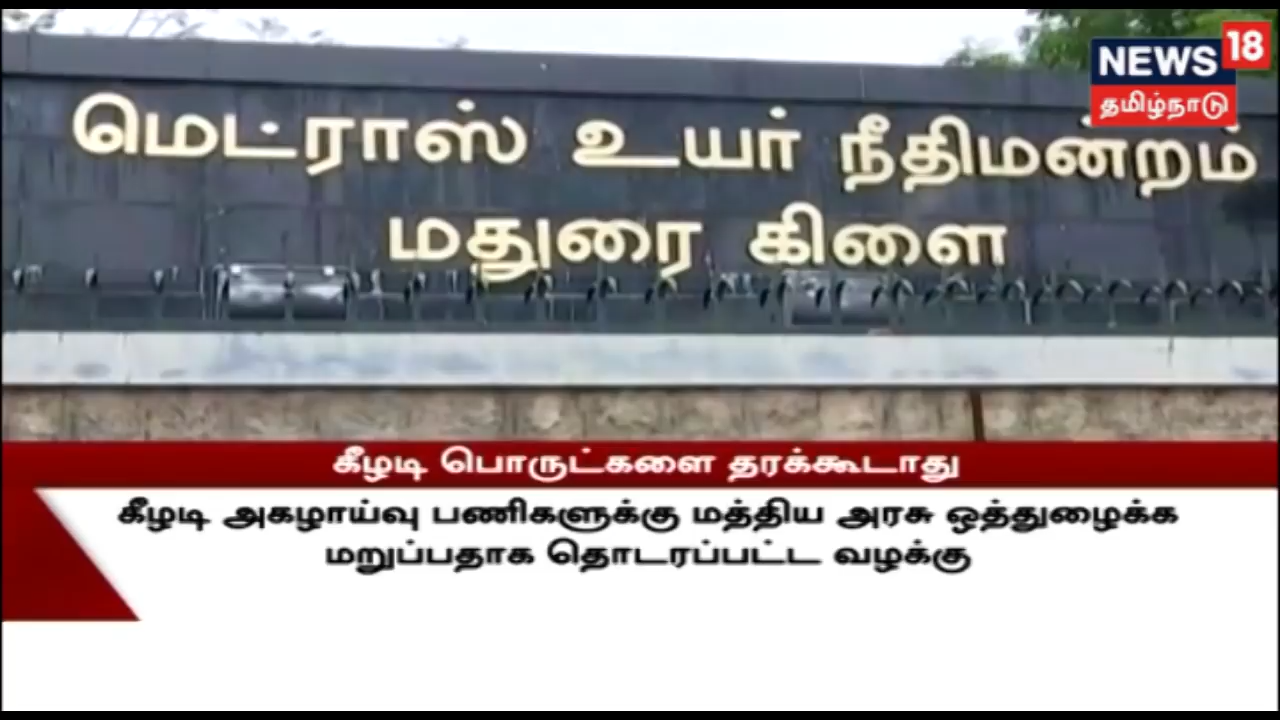 NEWS 18
தமிழ்நாடு
மெட்ராஸ் உயர் நீதிமன்றம்
மதுரை கிளை
கீழடி பொருட்களை தரக்கூடாது
கீழடி அகழாய்வு பணிகளுக்கு மத்திய அரசு ஒத்துழைக்க
மறுப்பதாக தொடரப்பட்ட வழக்கு